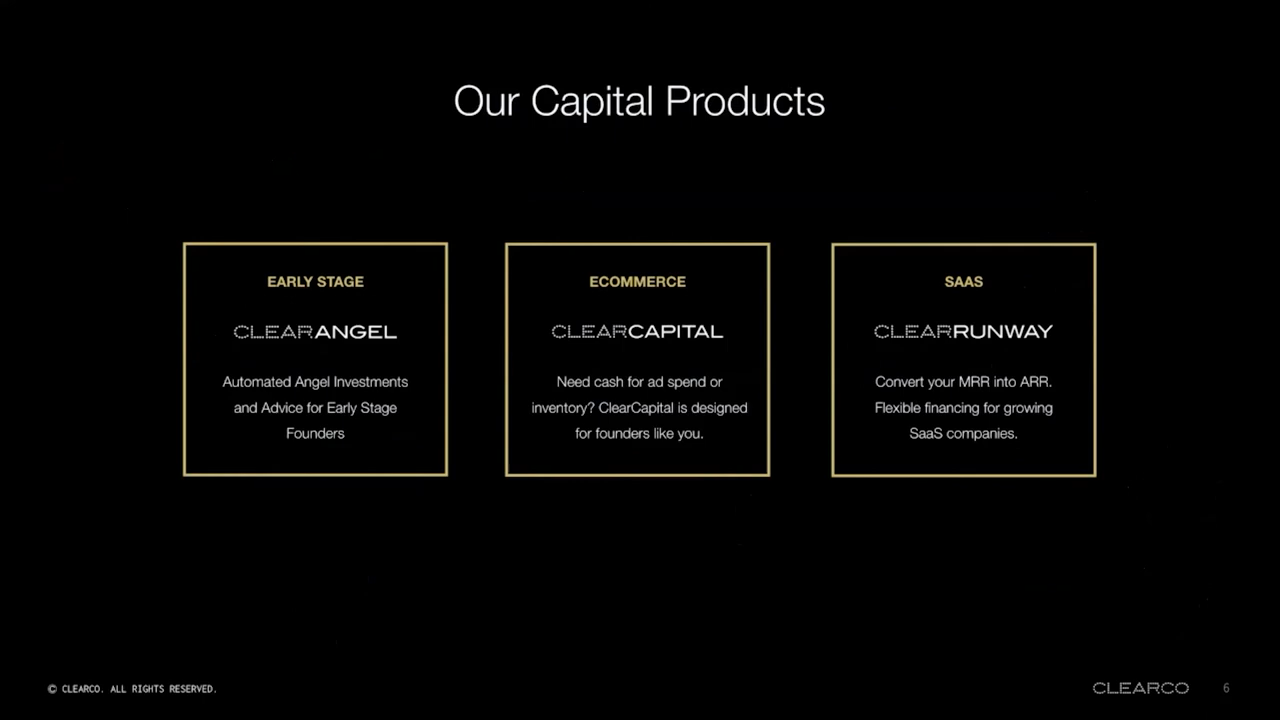 Our Capital Products
EARLY STAGE
CLEARANGEL
Automated Angel Investments
and Advice for Early Stage
Founders
ECOMMERCE
CLEARCAPITAL
Need cash for ad spend or
inventory? ClearCapital is designed
for founders like you.
SAAS
CLEARRUNWAY
Convert your MRR into ARR.
Flexible financing for growing
SaaS companies.
© CLEARCO. ALL RIGHTS RESERVED.
CLEARCO
6